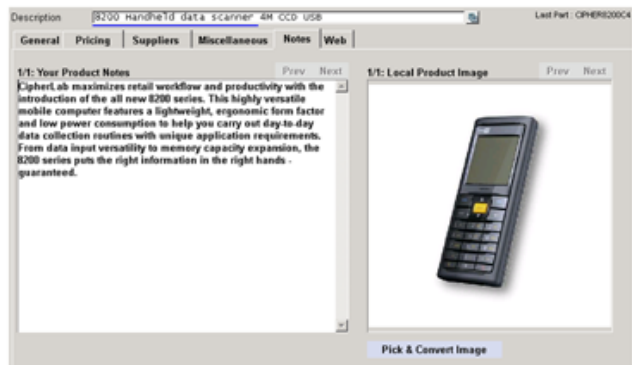 Description 8200 Handheld data scanner 4M CCD USB Last Part : CIPHER8200C4
General Pricing Suppliers Miscellaneous Notes Web
1/1: Your Product Notes Prev Next 1/1: Local Product Image Prev Next
CipherLab maximizes retail workflow and productivity with the
introduction of the all new 8200 series. This highly versatile
mobile computer features a lightweight, ergonomic form factor
and low power consumption to help you carry out day-to-day
data collection routines with unique application requirements.
From data input versatility to memory capacity expansion, the
8200 series puts the right information in the right hands -
guaranteed.
Pick & Convert Image